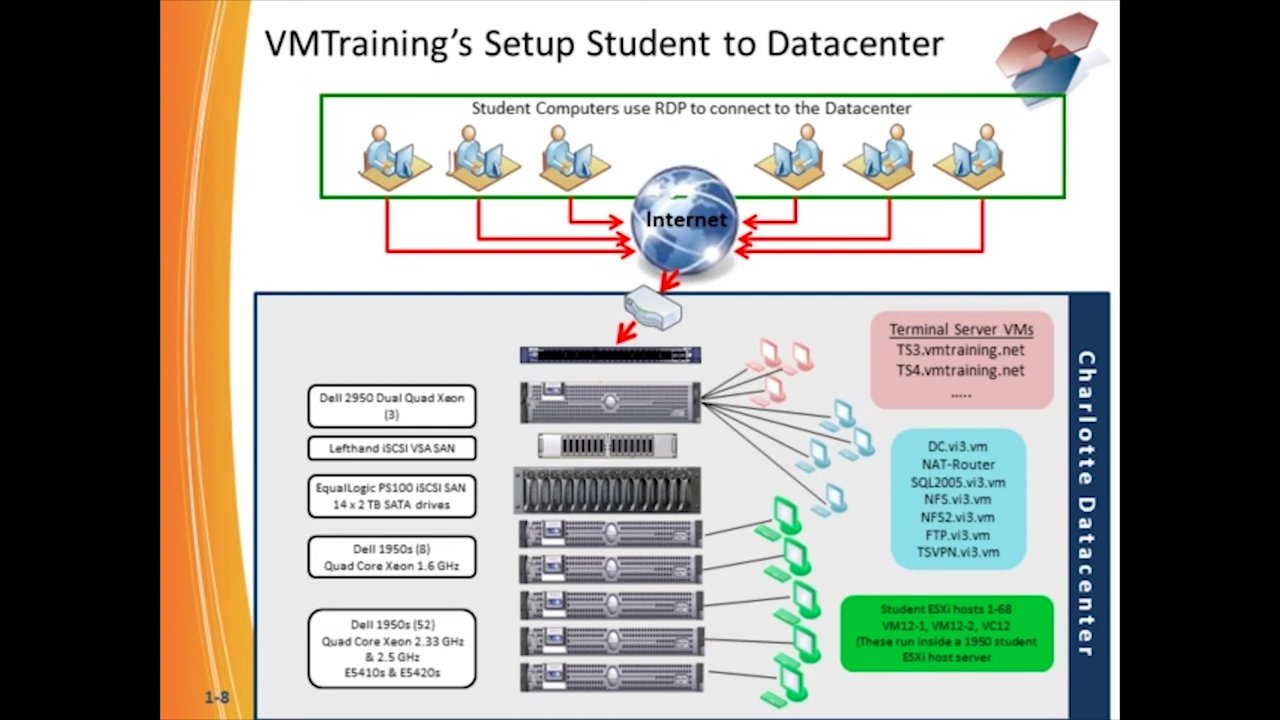 VMTraining's Setup Student to Datacenter
Student Computers use RDP to connect to the Datacenter
Internet
Terminal Server VMs
TS3.vmtraining.net
TS4.vmtraining.net
.....
Dell 2950 Dual Quad Xeon
(3)
Lefthand iSCSI VSA SAN
EqualLogic PS100 iSCSI SAN
14 x 2 TB SATA drives
Dell 1950s (8)
Quad Core Xeon 1.6 GHz
Dell 1950s (52)
Quad Core Xeon 2.33 GHz
& 2.5 GHz
E5410s & E5420s
DC.vi3.vm
NAT-Router
SQL2005.vi3.vm
NFS.vi3.vm
NFS2.vi3.vm
FTP.vi3.vm
TSVPN.vi3.vm
Student ESXi hosts 1-68
VM12-1, VM12-2, VC12
(These run inside a 1950 student
ESXi host server
Charlotte Datacenter
1-8